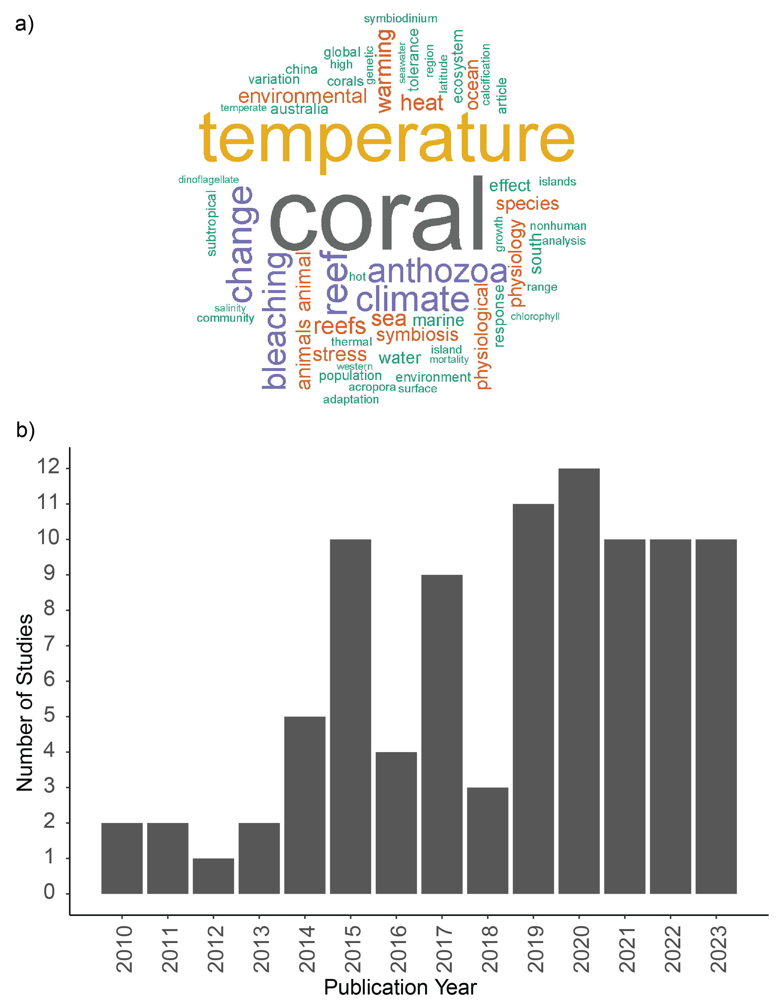 a)
symbiodinium
global
high
genetic
warming
seawater
tolerance
region
latitude
ecosystem
ocean
calcification
article
china
variation
corals
environmental
heat
temperate
australia
temperature
dinoflagellate
subtropical
change
coral
effect
islands
species
growth
physiology
nonhuman
south
analysis
bleaching
animal
reef
hot
anthozoa
climate
physiological
response
range
chlorophyll
salinity
community
animals
reefs
sea
marine
symbiosis
thermal
stress
water
island
mortality
western
population
environment
acropora
surface
adaptation
b)
12
11
10
9
8
7
6
5
4
3
2
1
0
Number of Studies
2010
2011
2012
2013
2014
2015
2016
2017
2018
2019
2020
2021
2022
2023
Publication Year